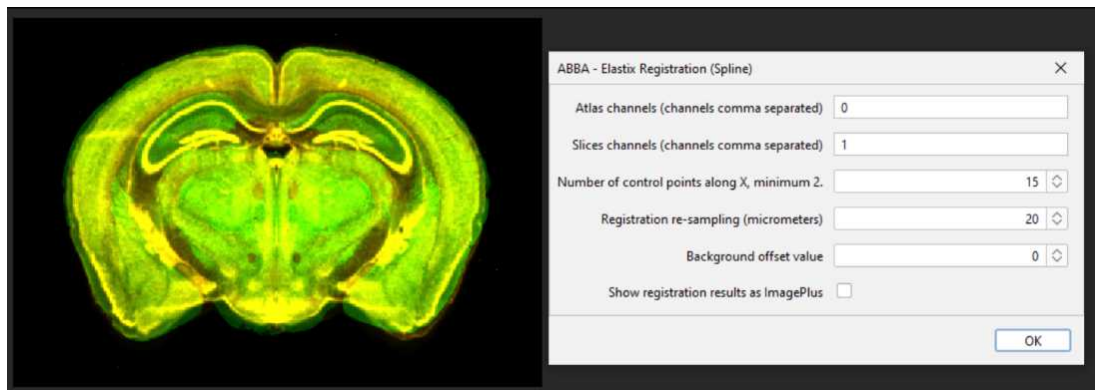 ABBA - Elastix Registration (Spline)
Atlas channels (channels comma separated) 0
Slices channels (channels comma separated) 1
Number of control points along X, minimum 2. 15
Registration re-sampling (micrometers) 20
Background offset value 0
Show registration results as ImagePlus
OK